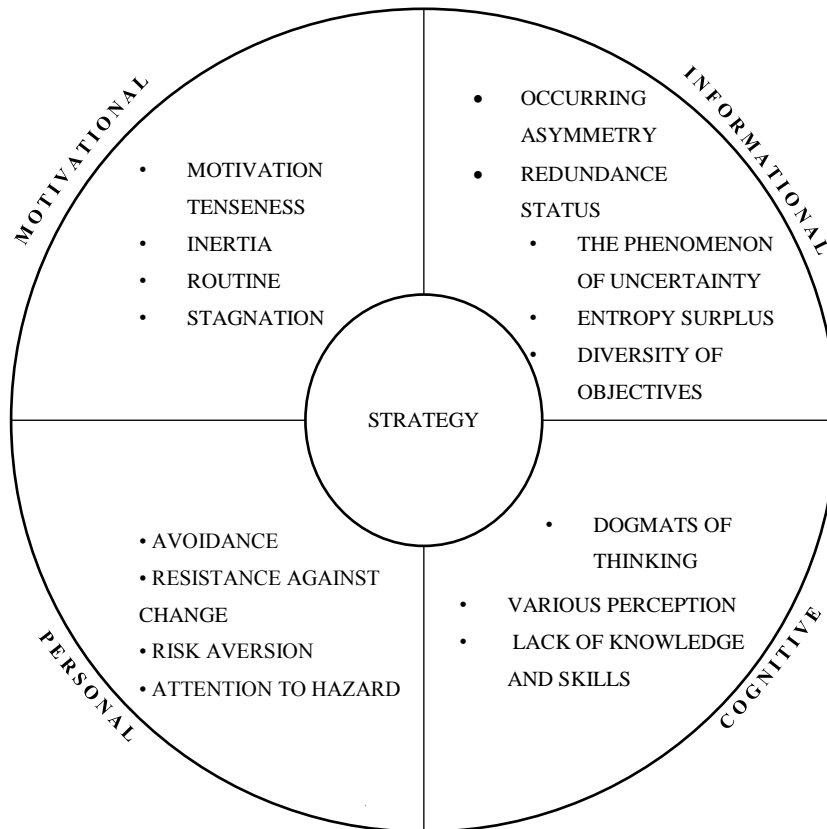 MOTIVATIONAL
• MOTIVATION
TENSENESS
• INERTIA
• ROUTINE
• STAGNATION
INFORMATIONAL
• OCCURRING
ASYMMETRY
• REDUNDANCE
STATUS
• THE PHENOMENON
OF UNCERTAINTY
• ENTROPY SURPLUS
• DIVERSITY OF
OBJECTIVES
STRATEGY
PERSONAL
• AVOIDANCE
• RESISTANCE AGAINST
CHANGE
• RISK AVERSION
• ATTENTION TO HAZARD
COGNITIVE
• DOGMATS OF
THINKING
• VARIOUS PERCEPTION
• LACK OF KNOWLEDGE
AND SKILLS